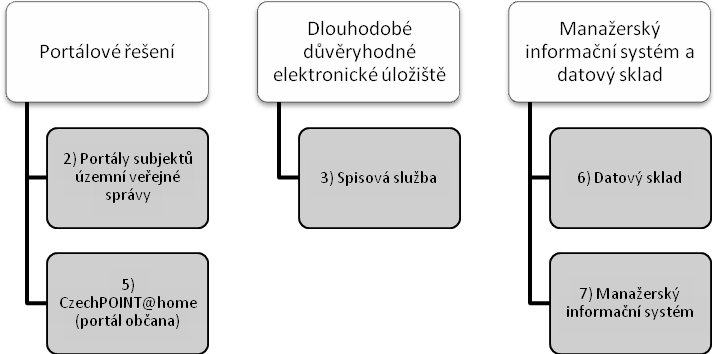 Portálové řešení
2) Portály subjektů
územní veřejné
správy
5)
CzechPOINT@home
(portál občana)
Dlouhodobé
důvěryhodné
elektronické úložiště
3) Spisová služba
Manažerský
informační systém a
datový sklad
6) Datový sklad
7) Manažerský
informační systém